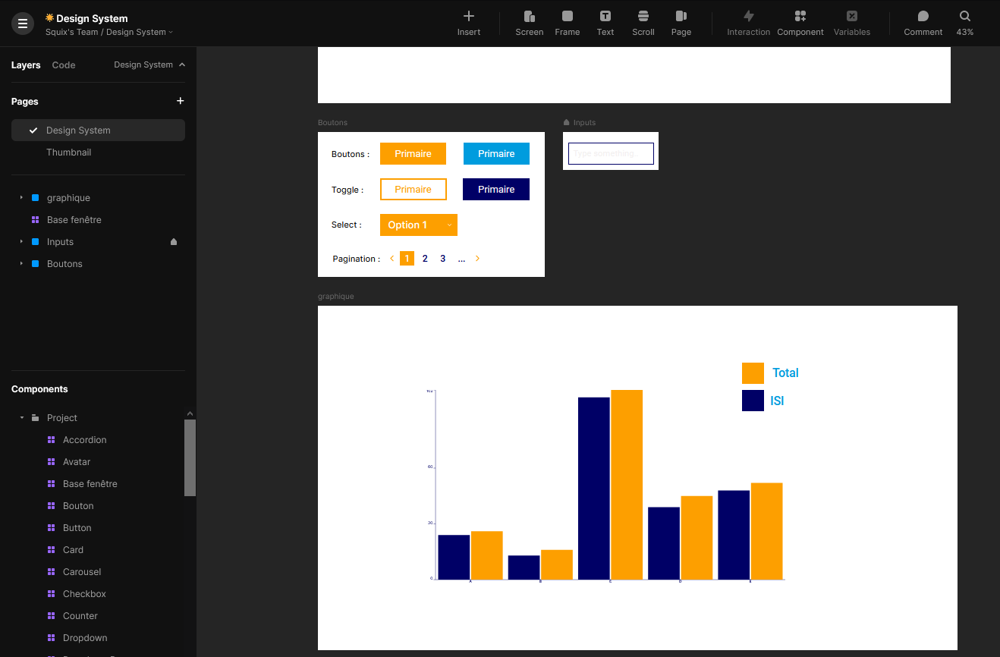 Design System
Squix's Team / Design System
Insert
Screen
Frame
Text
Scroll
Page
Interaction
Component
Variables
Comment
43%
Layers
Code
Design System
Pages
Design System
Thumbnail
graphique
Base fenêtre
Inputs
Boutons
Components
Project
Accordion
Avatar
Base fenêtre
Bouton
Button
Card
Carousel
Checkbox
Counter
Dropdown
Boutons
Boutons :
Primaire
Primaire
Toggle :
Primaire
Primaire
Select :
Option 1
Pagination :
< 1 2 3 ... >
Inputs
Type something...
graphique
Total
ISI
60
30
0
A
B
C
D
E